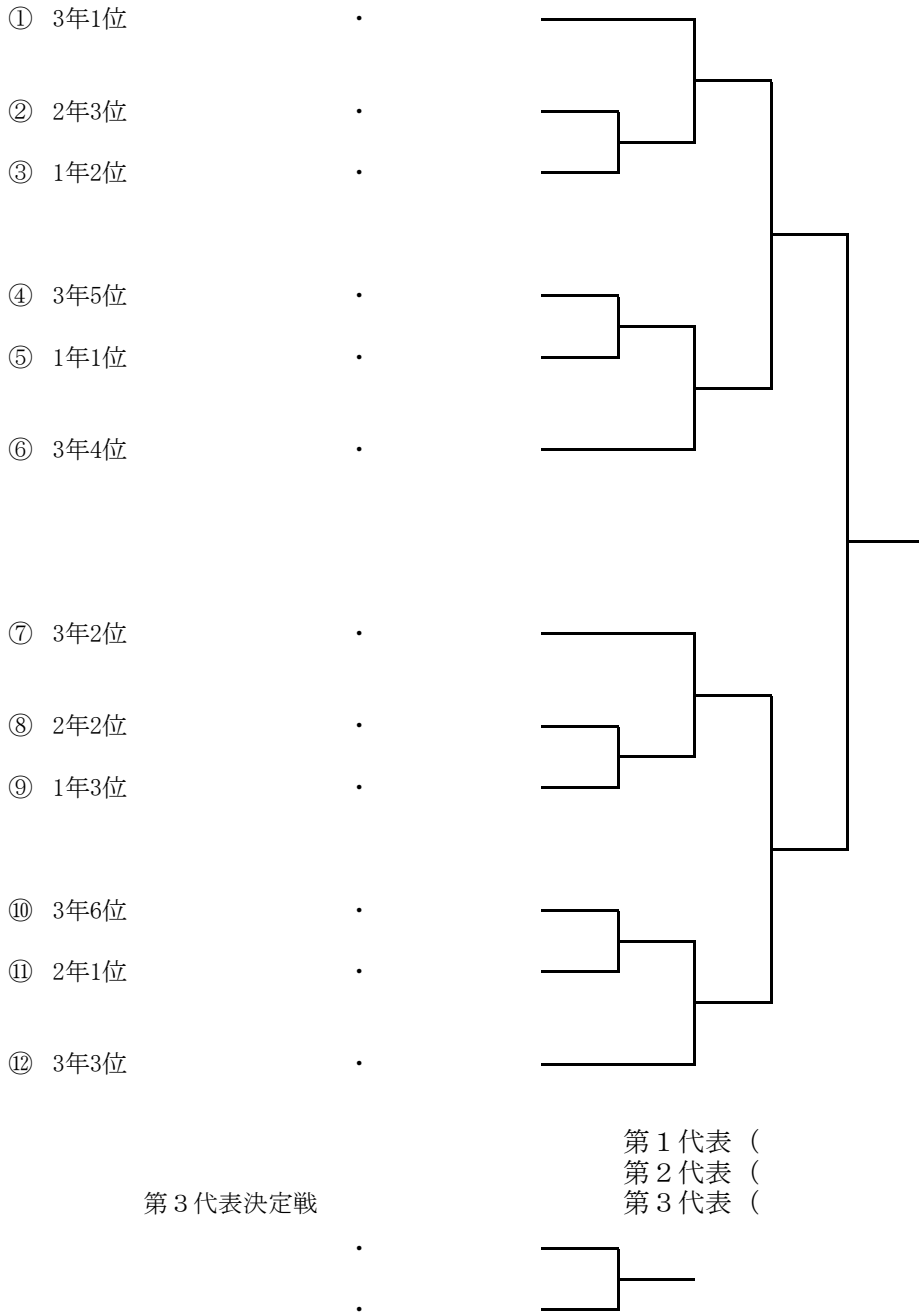 ① 3年1位 ・
② 2年3位 ・
③ 1年2位 ・
④ 3年5位 ・
⑤ 1年1位 ・
⑥ 3年4位 ・
⑦ 3年2位 ・
⑧ 2年2位 ・
⑨ 1年3位 ・
⑩ 3年6位 ・
⑪ 2年1位 ・
⑫ 3年3位 ・
第１代表（
第２代表（
第３代表決定戦 第３代表（
・
・